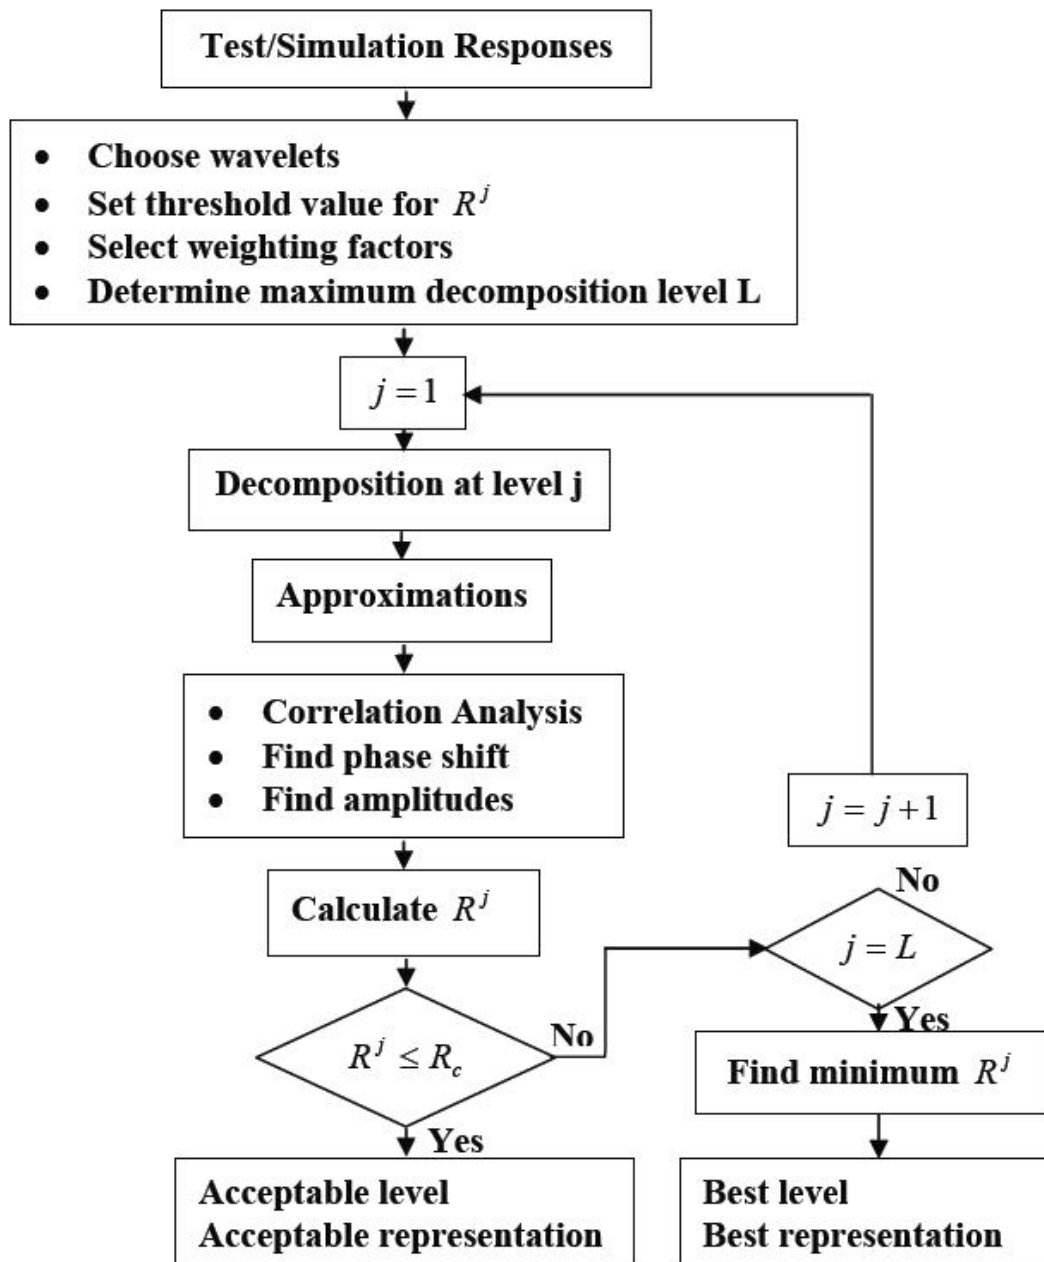 Test/Simulation Responses
• Choose wavelets
• Set threshold value for R^j
• Select weighting factors
• Determine maximum decomposition level L
j = 1
Decomposition at level j
Approximations
• Correlation Analysis
• Find phase shift
• Find amplitudes
j = j + 1
Calculate R^j
No
j = L
R^j ≤ R_c
No
Yes
Find minimum R^j
Yes
Acceptable level
Acceptable representation
Best level
Best representation